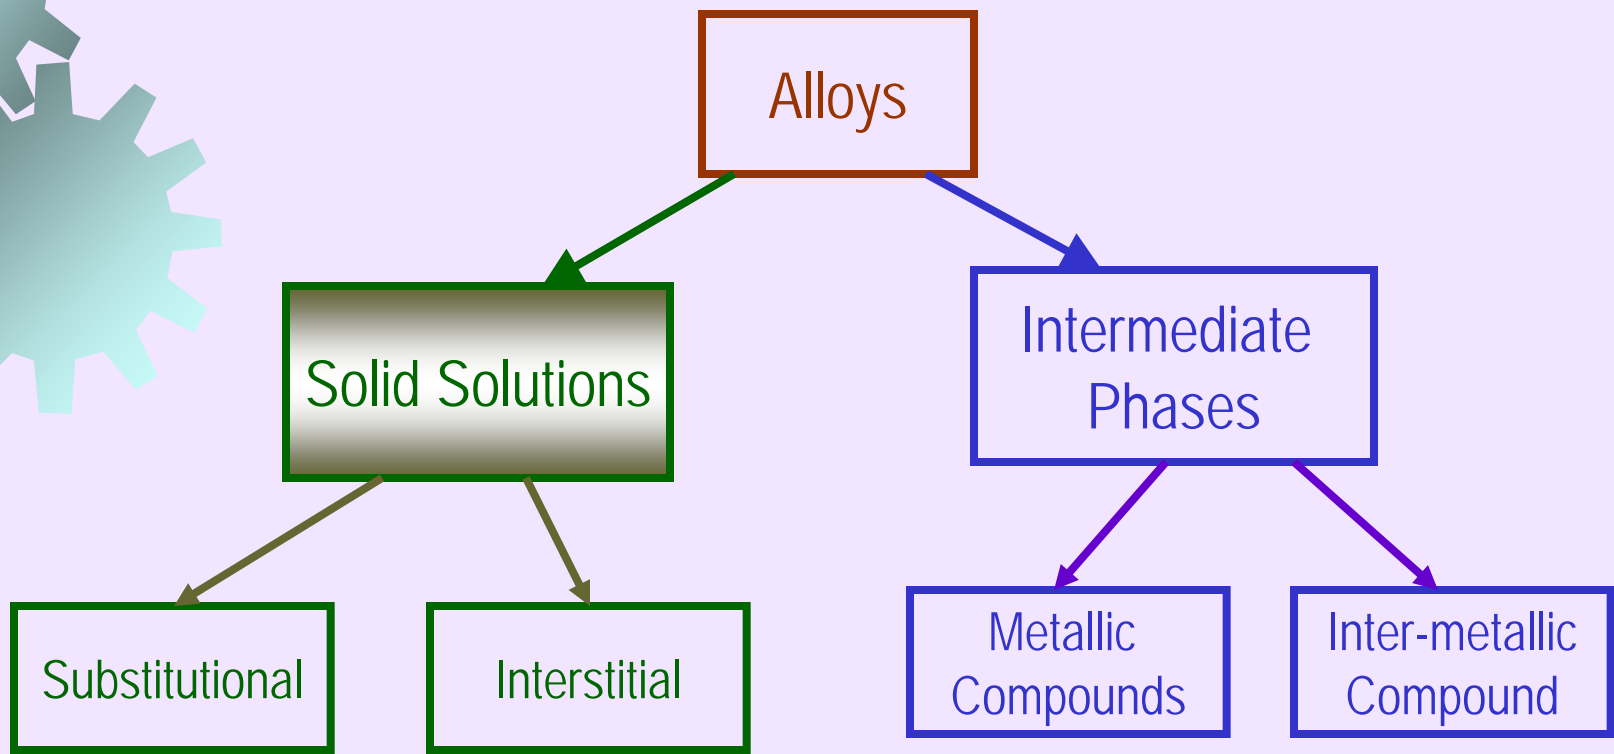 Alloys
Solid Solutions
Intermediate
Phases
Substitutional
Interstitial
Metallic
Compounds
Inter-metallic
Compound